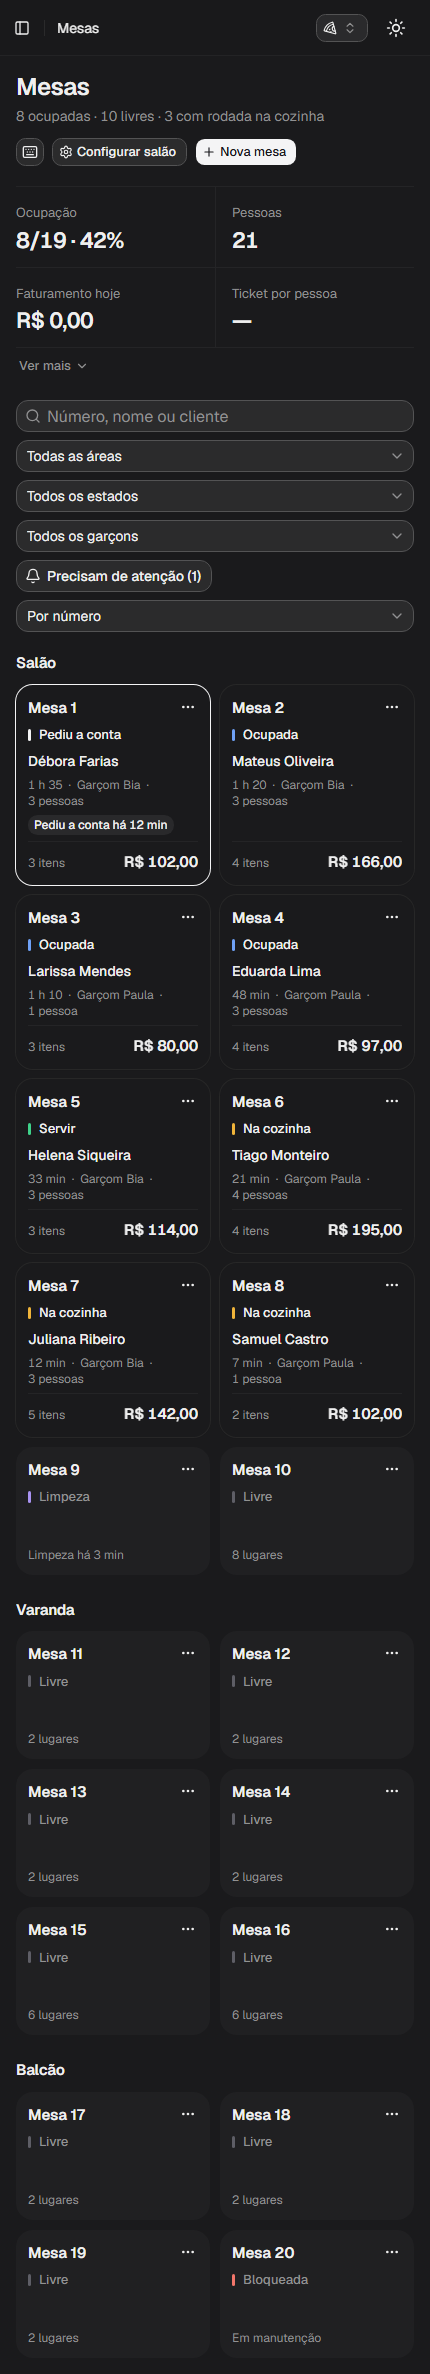 Mesas
Mesas
8 ocupadas · 10 livres · 3 com rodada na cozinha
Configurar salão
Nova mesa
Ocupação
8/19 · 42%
Pessoas
21
Faturamento hoje
R$ 0,00
Ticket por pessoa
—
Ver mais
Número, nome ou cliente
Todas as áreas
Todos os estados
Todos os garçons
Precisam de atenção (1)
Por número
Salão
Mesa 1
Pediu a conta
Débora Farias
1 h 35 · Garçom Bia ·
3 pessoas
Pediu a conta há 12 min
3 itens
R$ 102,00
Mesa 2
Ocupada
Mateus Oliveira
1 h 20 · Garçom Bia ·
3 pessoas
4 itens
R$ 166,00
Mesa 3
Ocupada
Larissa Mendes
1 h 10 · Garçom Paula ·
1 pessoa
3 itens
R$ 80,00
Mesa 4
Ocupada
Eduarda Lima
48 min · Garçom Paula ·
3 pessoas
4 itens
R$ 97,00
Mesa 5
Servir
Helena Siqueira
33 min · Garçom Bia ·
3 pessoas
3 itens
R$ 114,00
Mesa 6
Na cozinha
Tiago Monteiro
21 min · Garçom Paula ·
4 pessoas
4 itens
R$ 195,00
Mesa 7
Na cozinha
Juliana Ribeiro
12 min · Garçom Bia ·
3 pessoas
5 itens
R$ 142,00
Mesa 8
Na cozinha
Samuel Castro
7 min · Garçom Paula ·
1 pessoa
2 itens
R$ 102,00
Mesa 9
Limpeza
Limpeza há 3 min
Mesa 10
Livre
8 lugares
Varanda
Mesa 11
Livre
2 lugares
Mesa 12
Livre
2 lugares
Mesa 13
Livre
2 lugares
Mesa 14
Livre
2 lugares
Mesa 15
Livre
6 lugares
Mesa 16
Livre
6 lugares
Balcão
Mesa 17
Livre
2 lugares
Mesa 18
Livre
2 lugares
Mesa 19
Livre
2 lugares
Mesa 20
Bloqueada
Em manutenção